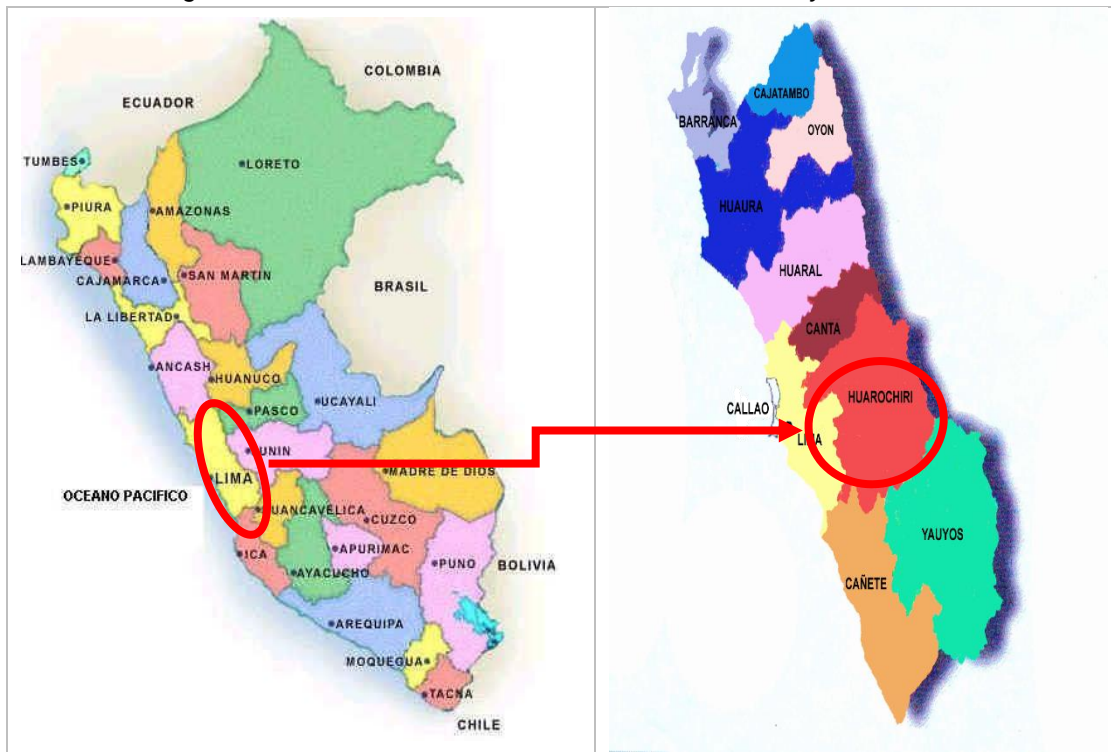 COLOMBIA
ECUADOR
TUMBES
LORETO
PIURA
AMAZONAS
LAMBAYEQUE
SAN MARTIN
CAJAMARCA
BRASIL
LA LIBERTAD
ANCASH
HUANUCO
UCAYALI
PASCO
JUNIN
MADRE DE DIOS
LIMA
OCEANO PACIFICO
HUANCAVELICA
CUZCO
ICA
APURIMAC
PUNO
BOLIVIA
AYACUCHO
AREQUIPA
MOQUEGUA
TACNA
CHILE
CAJATAMBO
BARRANCA
OYON
HUAURA
HUARAL
CANTA
HUAROCHIRI
CALLAO
LIMA
YAUYOS
CAÑETE